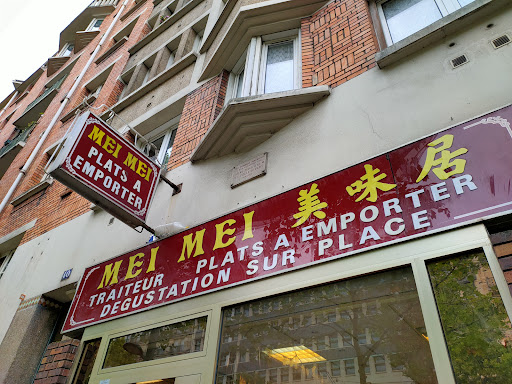 MEI MEI
PLATS A
EMPORTER
MEI MEI 美味居
TRAITEUR PLATS A EMPORTER
DEGUSTATION SUR PLACE